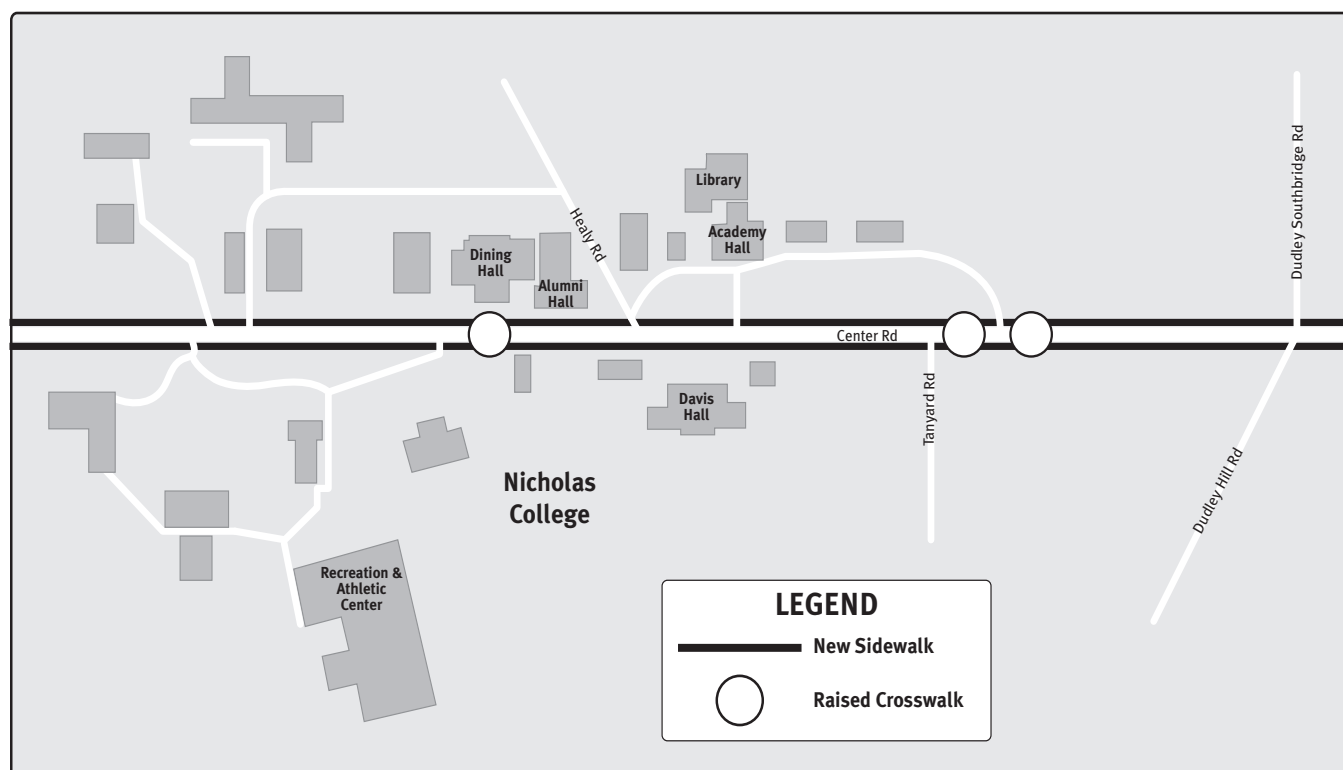 Dudley Southbridge Rd
Library
Healy Rd
Academy
Hall
Dining
Hall
Alumni
Hall
Center Rd
Davis
Hall
Tanyard Rd
Dudley Hill Rd
Nicholas
College
Recreation &
Athletic
Center
LEGEND
New Sidewalk
Raised Crosswalk